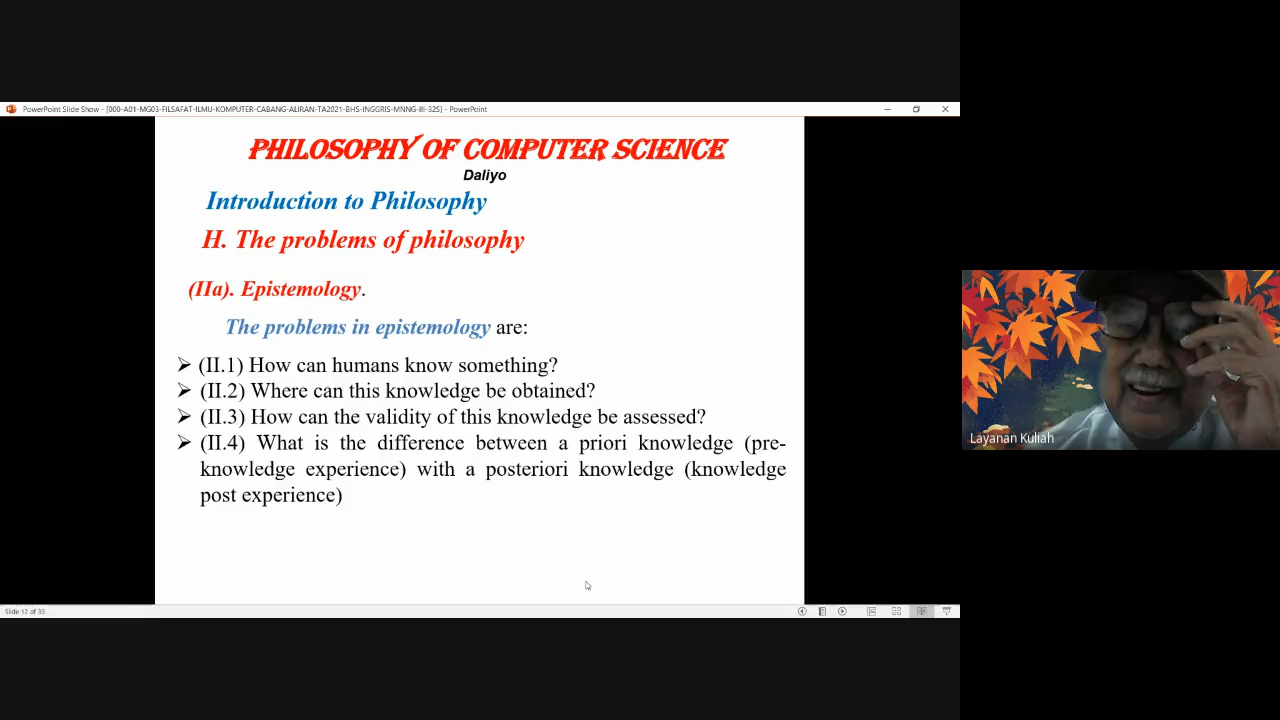 PowerPoint Slide Show - [000-A01-MG03-FILSAFAT-ILMU-KOMPUTER-CABANG-ALIRAN-TA2021-BHS-INGGRIS-MNNG-III-32S] - PowerPoint
PHILOSOPHY OF COMPUTER SCIENCE
Daliyo
Introduction to Philosophy
H. The problems of philosophy
(IIa). Epistemology.
The problems in epistemology are:
➢ (II.1) How can humans know something?
➢ (II.2) Where can this knowledge be obtained?
➢ (II.3) How can the validity of this knowledge be assessed?
➢ (II.4) What is the difference between a priori knowledge (pre-
knowledge experience) with a posteriori knowledge (knowledge
post experience)
Layanan Kuliah
Slide 12 of 33